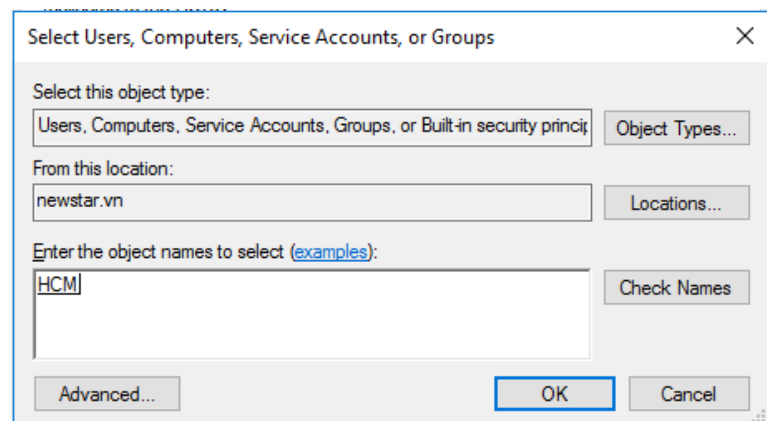 Select Users, Computers, Service Accounts, or Groups
Select this object type:
Users, Computers, Service Accounts, Groups, or Built-in security
Object Types...
From this location:
newstar.vn
Locations...
Enter the object names to select (examples):
HCM
Check Names
Advanced...
OK
Cancel